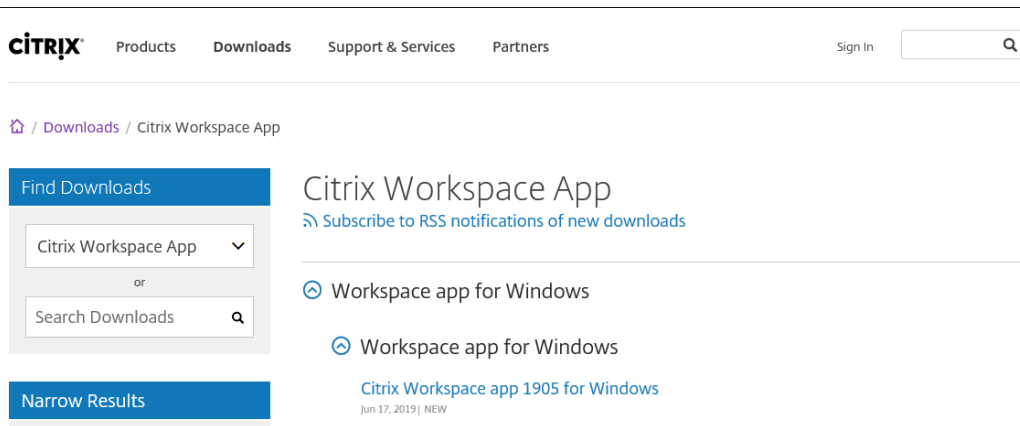 CİTRIX
Products Downloads Support & Services Partners Sign In
/ Downloads / Citrix Workspace App
Find Downloads
Citrix Workspace App
or
Search Downloads
Narrow Results
Citrix Workspace App
Subscribe to RSS notifications of new downloads
Workspace app for Windows
Workspace app for Windows
Citrix Workspace app 1905 for Windows
Jun 17, 2019 | NEW